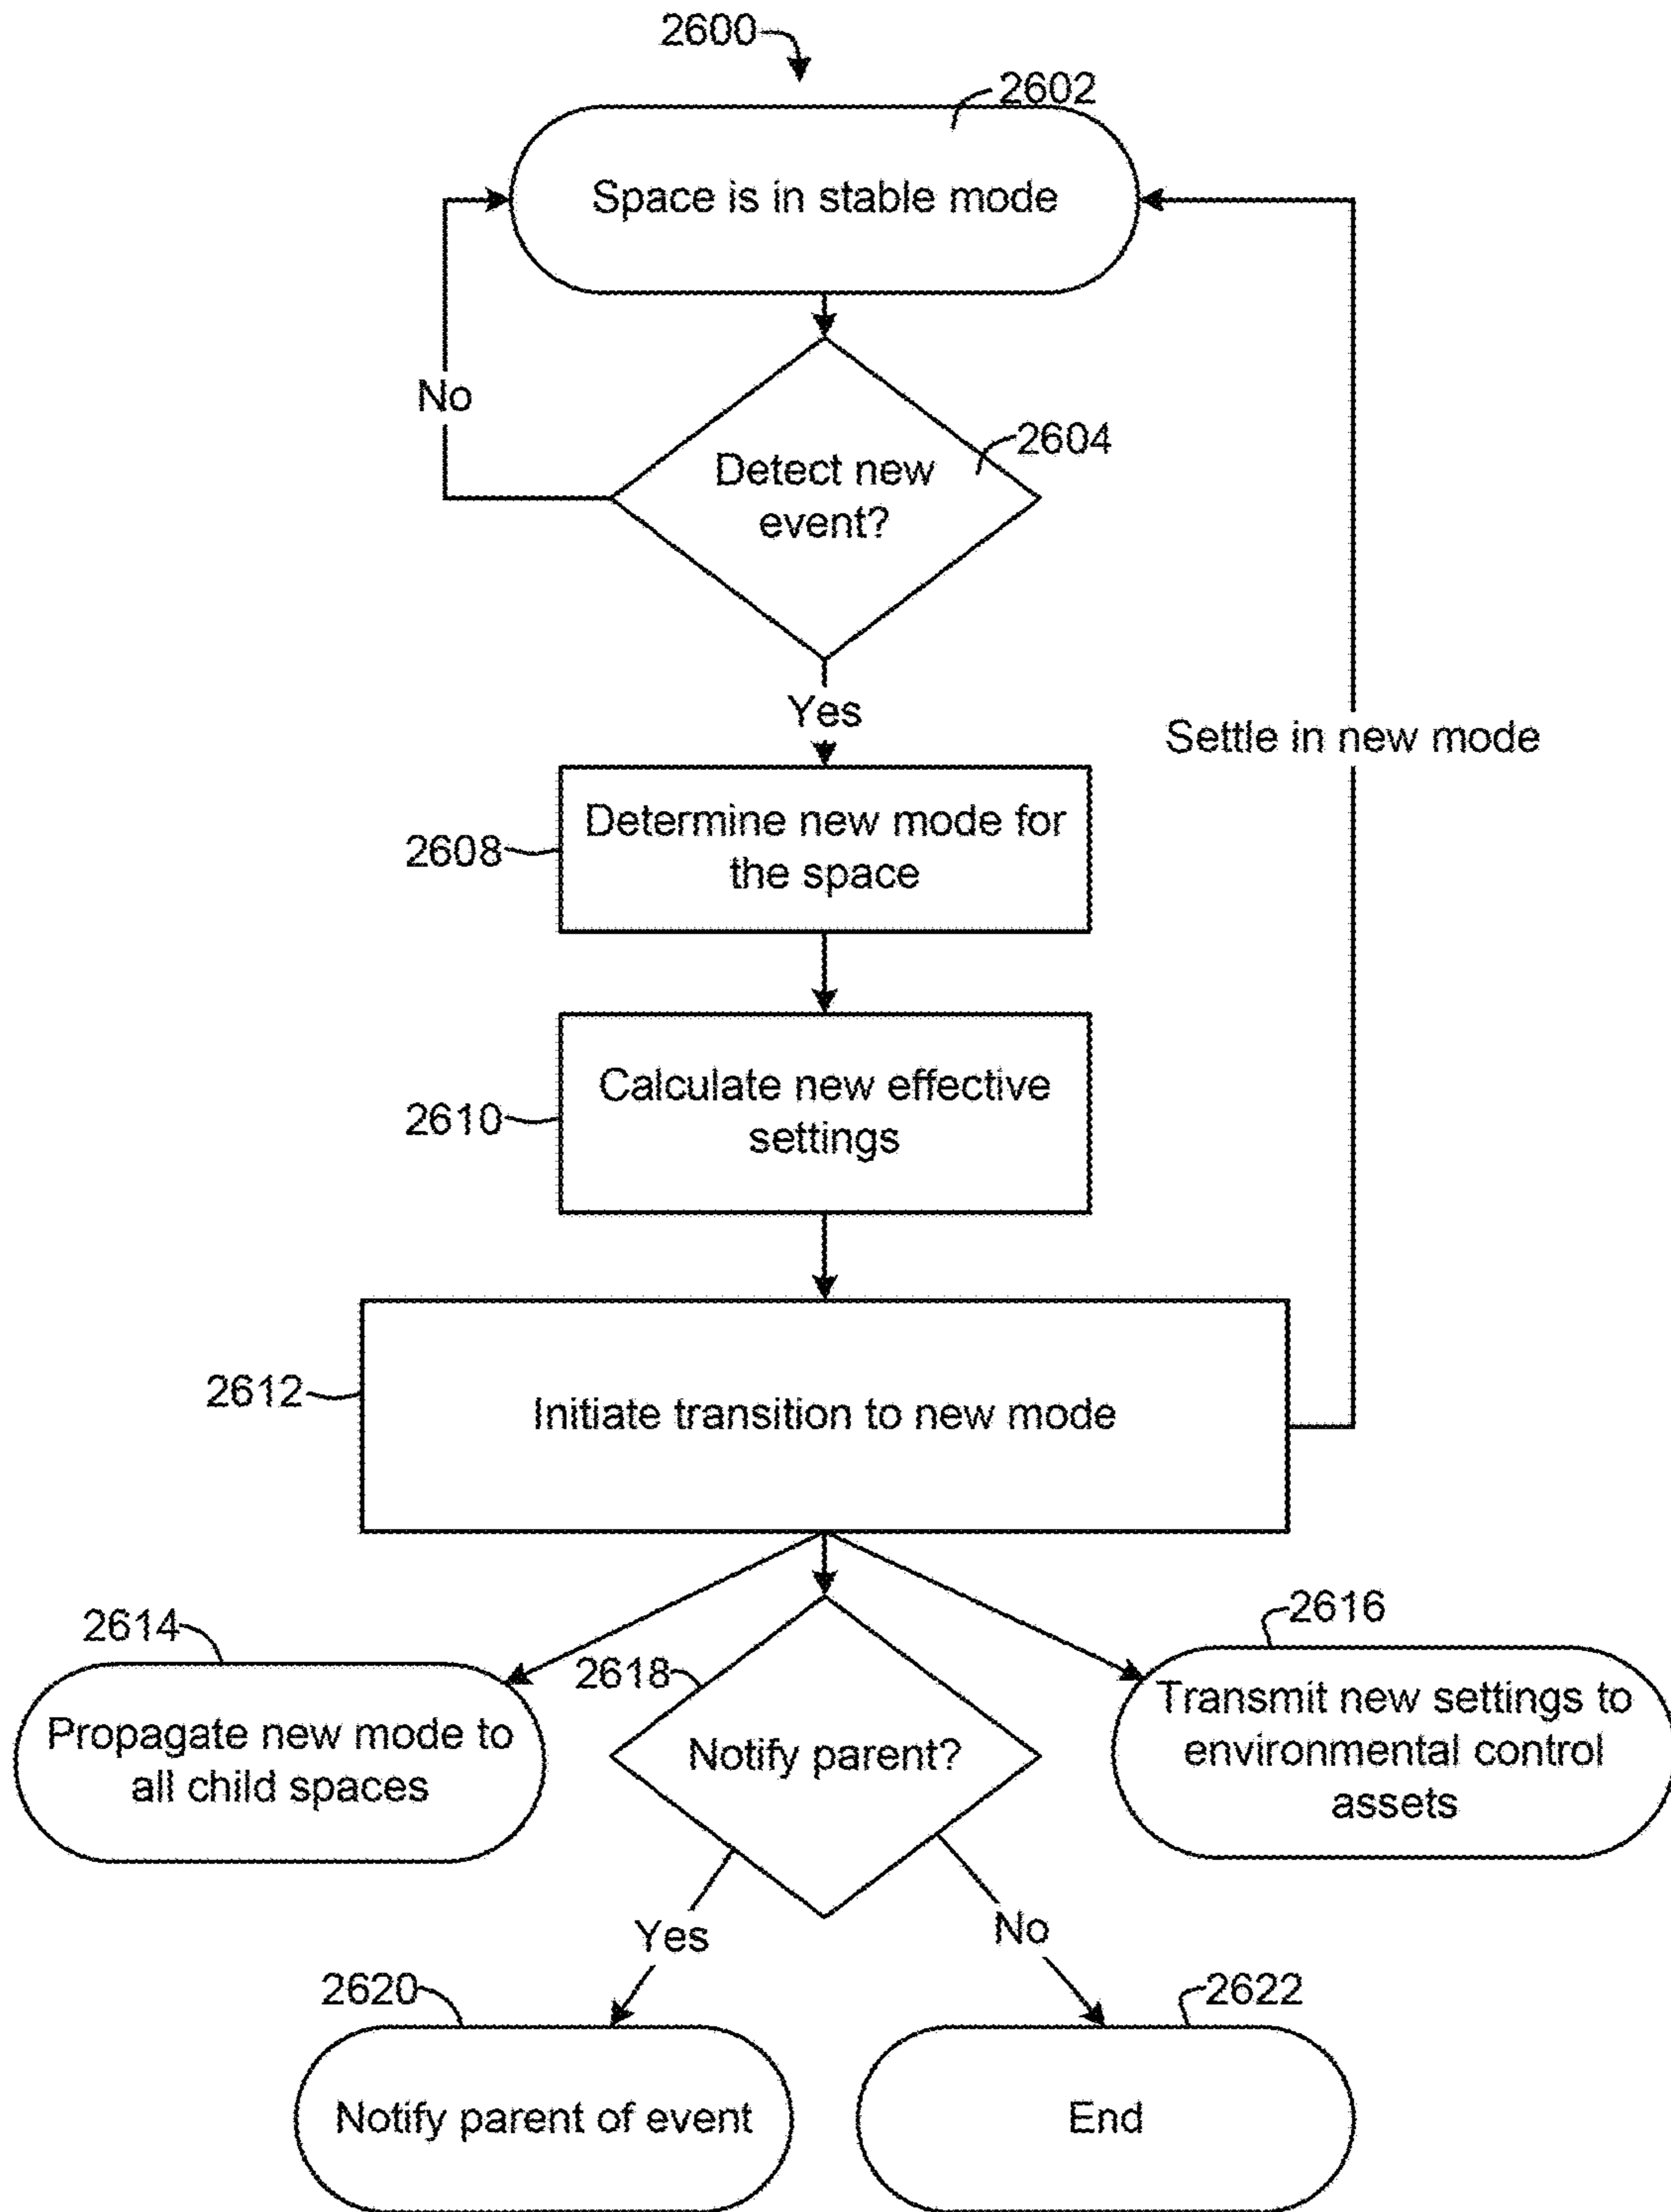 2600
2602
Space is in stable mode
No
2604
Detect new
event?
Yes
Settle in new mode
2608
Determine new mode for
the space
2610
Calculate new effective
settings
2612
Initiate transition to new mode
2614
Propagate new mode to
all child spaces
2618
Notify parent?
2616
Transmit new settings to
environmental control
assets
Yes
No
2620
Notify parent of event
2622
End